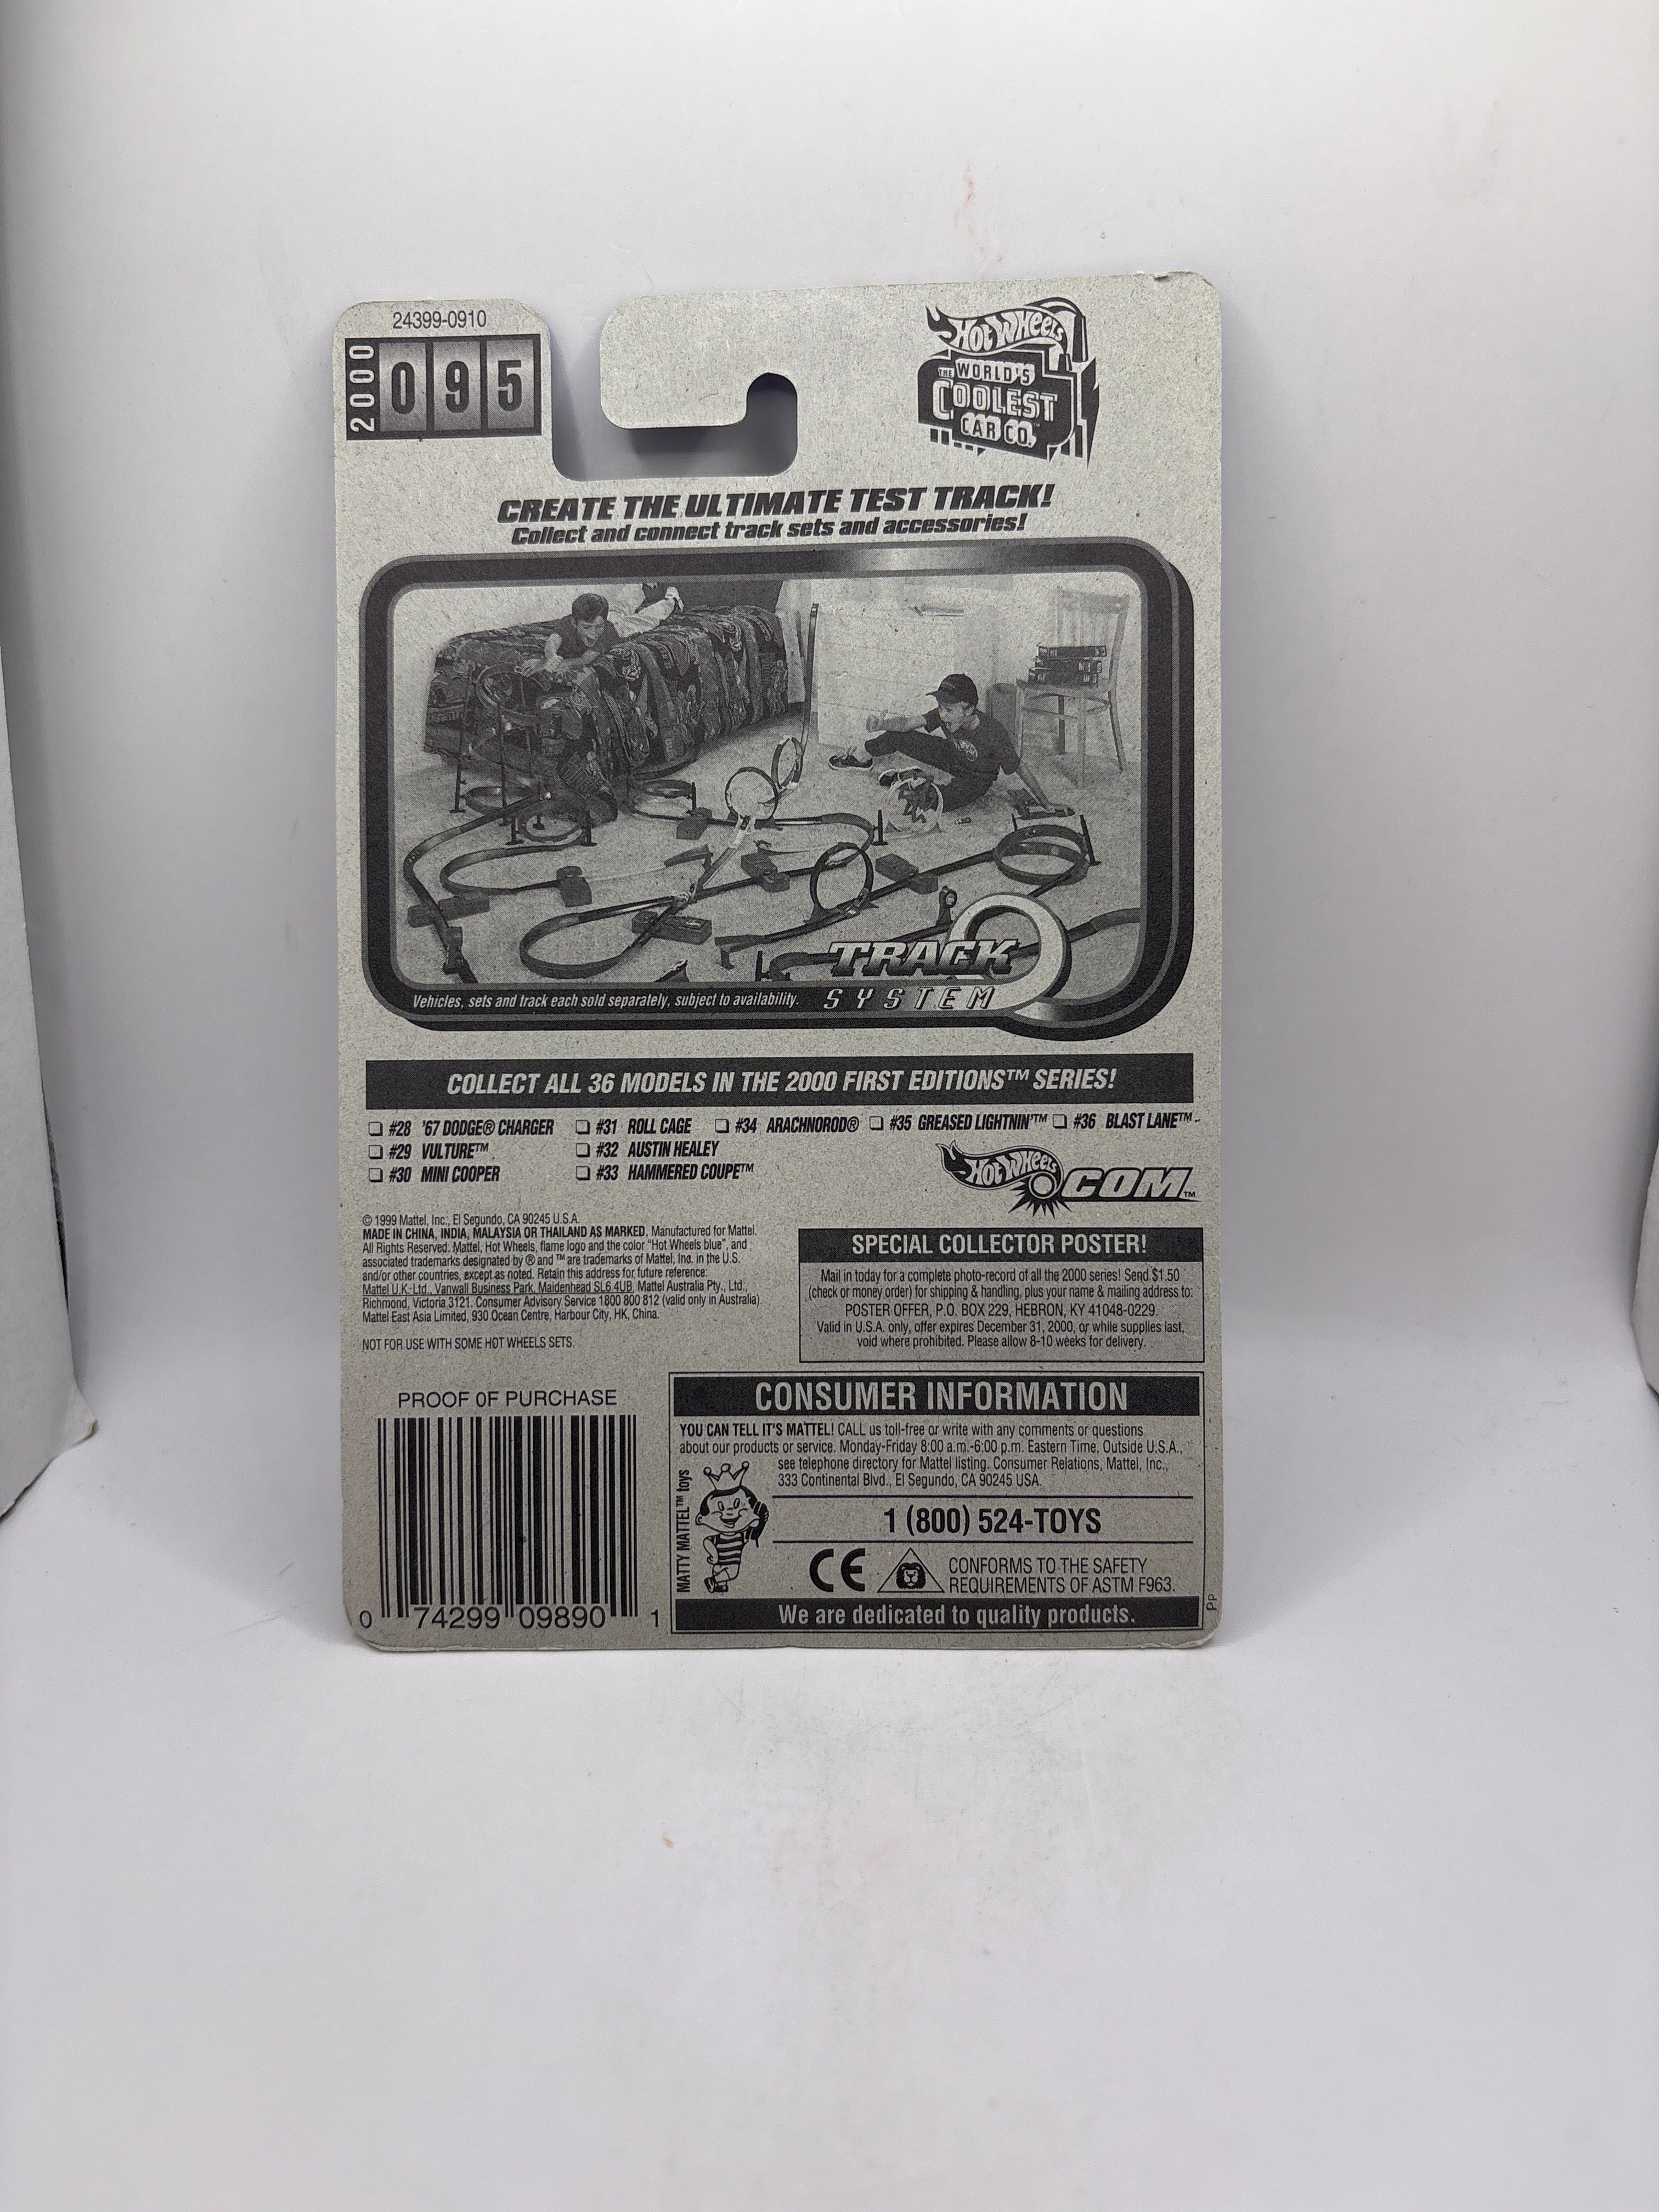 24399-0910
2000
095
Hot Wheels
THE WORLD'S
COOLEST
CAR CO.™
CREATE THE ULTIMATE TEST TRACK!
Collect and connect track sets and accessories!
TRACK
SYSTEM
Vehicles, sets and track each sold separately, subject to availability.
COLLECT ALL 36 MODELS IN THE 2000 FIRST EDITIONS™ SERIES!
#28 '67 DODGE® CHARGER
#29 VULTURE™
#30 MINI COOPER
#31 ROLL CAGE
#32 AUSTIN HEALEY
#33 HAMMERED COUPE™
#34 ARACHNOROD®
#35 GREASED LIGHTNIN'™
#36 BLAST LANE™
Hot Wheels
.COM™
© 1999 Mattel, Inc., El Segundo, CA 90245 U.S.A.
MADE IN CHINA, INDIA, MALAYSIA OR THAILAND AS MARKED. Manufactured for Mattel.
All Rights Reserved. Mattel, Hot Wheels, flame logo and the color "Hot Wheels blue", and
associated trademarks designated by ® and ™ are trademarks of Mattel, Inc. in the U.S.
and/or other countries, except as noted. Retain this address for future reference:
Mattel U.K. Ltd., Vanwall Business Park, Maidenhead SL6 4UB. Mattel Australia Pty., Ltd.,
Richmond, Victoria.3121. Consumer Advisory Service 1800 800 812 (valid only in Australia).
Mattel East Asia Limited, 930 Ocean Centre, Harbour City, HK, China.
NOT FOR USE WITH SOME HOT WHEELS SETS.
SPECIAL COLLECTOR POSTER!
Mail in today for a complete photo-record of all the 2000 series! Send $1.50
(check or money order) for shipping & handling, plus your name & mailing address to:
POSTER OFFER, P.O. BOX 229, HEBRON, KY 41048-0229.
Valid in U.S.A. only, offer expires December 31, 2000, or while supplies last,
void where prohibited. Please allow 8-10 weeks for delivery.
PROOF OF PURCHASE
0 74299 09890 1
CONSUMER INFORMATION
YOU CAN TELL IT'S MATTEL! CALL us toll-free or write with any comments or questions
about our products or service. Monday-Friday 8:00 a.m.-6:00 p.m. Eastern Time. Outside U.S.A.,
see telephone directory for Mattel listing. Consumer Relations, Mattel, Inc.,
333 Continental Blvd., El Segundo, CA 90245 USA.
MATTY MATTEL™ toys
1 (800) 524-TOYS
CE
CONFORMS TO THE SAFETY
REQUIREMENTS OF ASTM F963.
We are dedicated to quality products.
PP